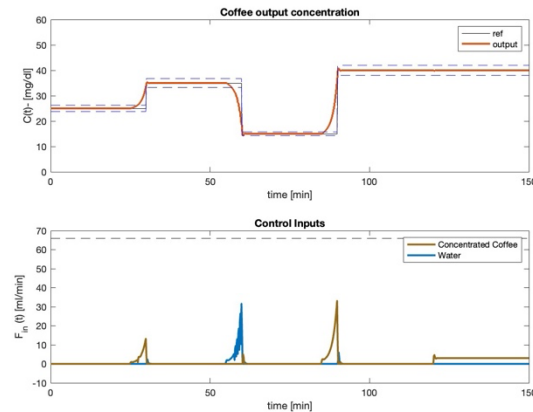 Coffee output concentration
60
ref
output
50
40
30
20
10
0
C(t)- [mg/dl]
0
50
100
150
time [min]
Control Inputs
70
Concentrated Coffee
Water
60
50
40
30
20
10
0
-10
F_in (t) [ml/min]
0
50
100
150
time [min]